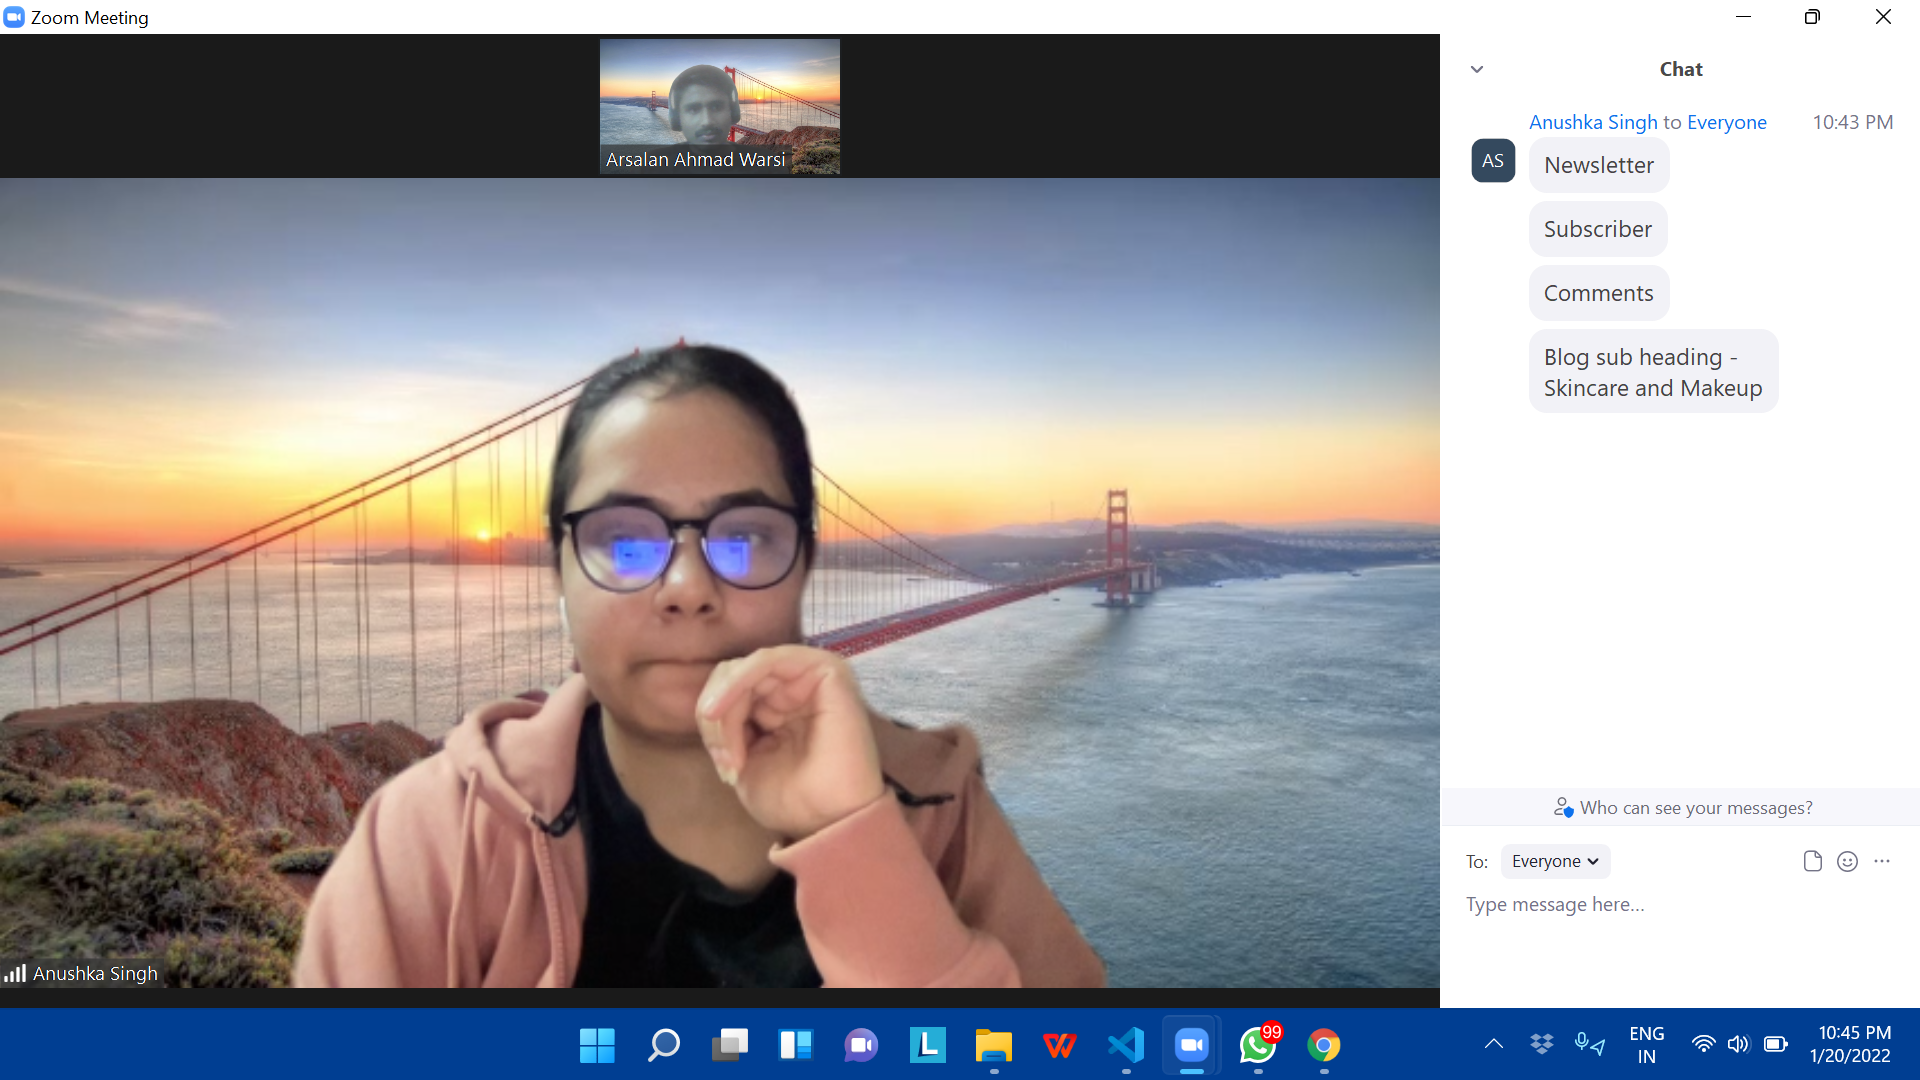 Zoom Meeting
Arsalan Ahmad Warsi
Anushka Singh
Chat
Anushka Singh to Everyone 10:43 PM
AS
Newsletter
Subscriber
Comments
Blog sub heading -
Skincare and Makeup
Who can see your messages?
To: Everyone
Type message here...
L
W
99
ENG
IN
10:45 PM
1/20/2022